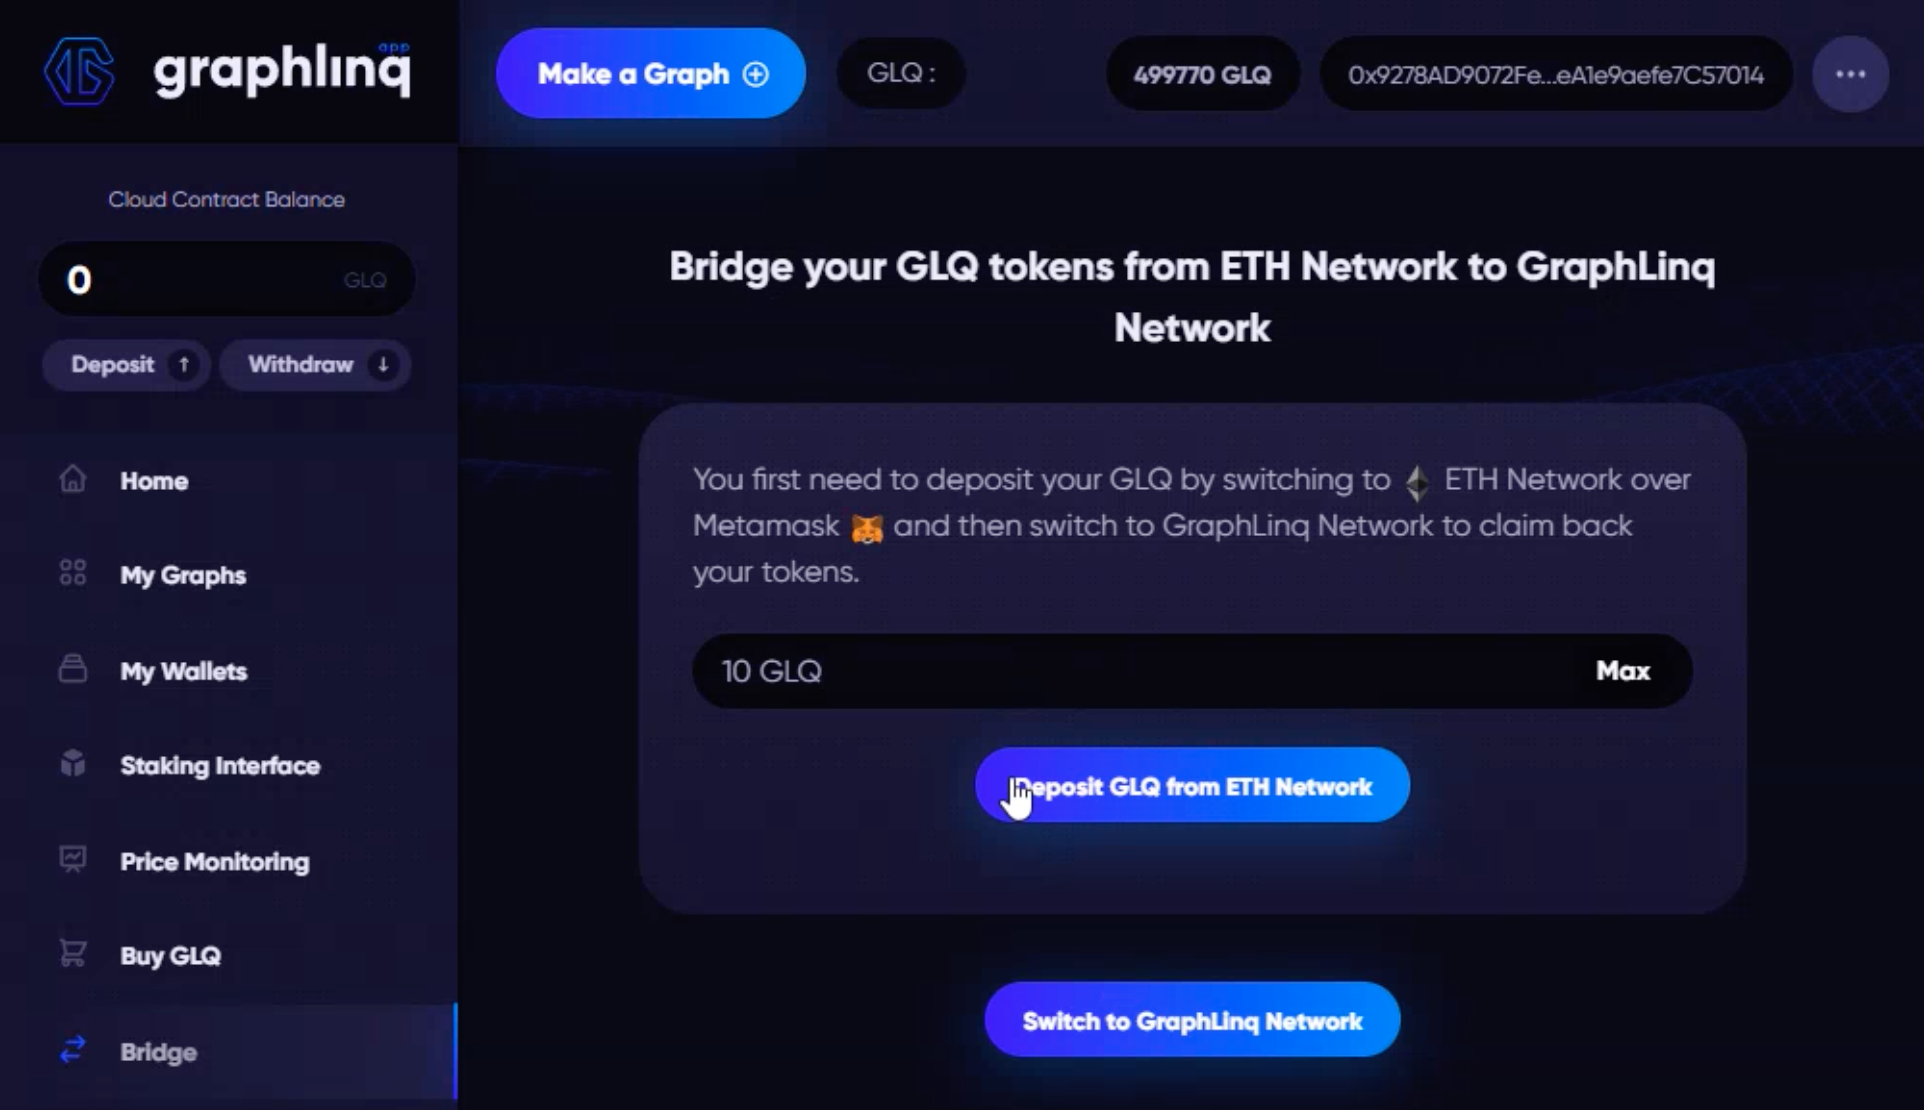 graphlinq app
Make a Graph
GLQ :
499770 GLQ
0x9278AD9072Fe...eA1e9aefe7C57014
Cloud Contract Balance
0 GLQ
Deposit
Withdraw
Home
My Graphs
My Wallets
Staking Interface
Price Monitoring
Buy GLQ
Bridge
Bridge your GLQ tokens from ETH Network to GraphLinq
Network
You first need to deposit your GLQ by switching to ETH Network over
Metamask and then switch to GraphLinq Network to claim back
your tokens.
10 GLQ Max
Deposit GLQ from ETH Network
Switch to GraphLinq Network